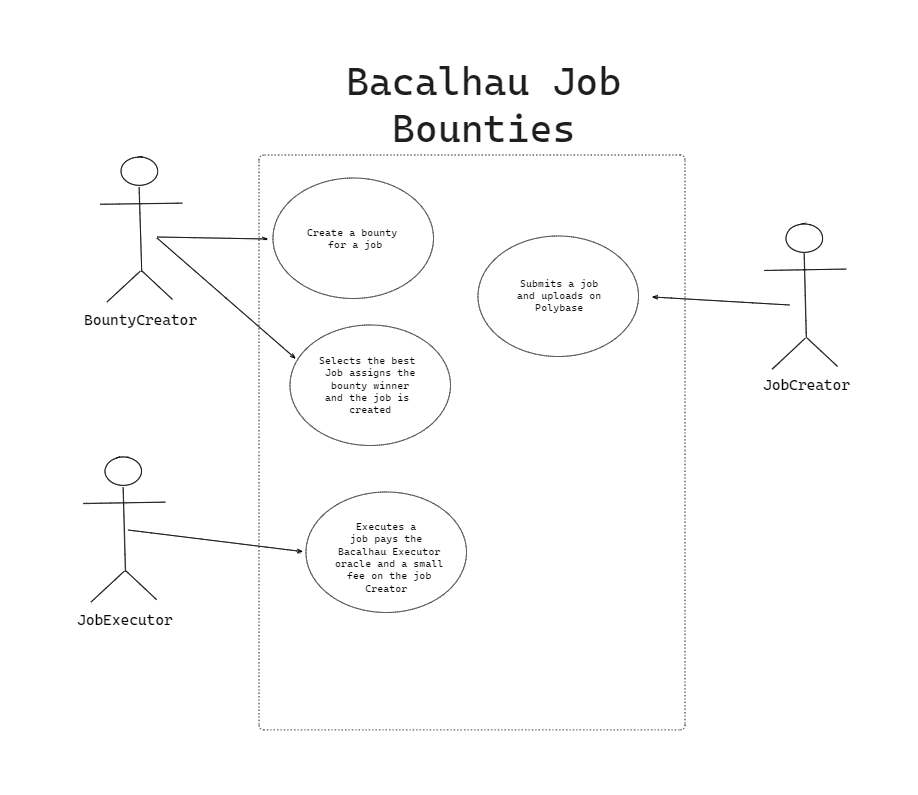 Bacalhau Job
Bounties
BountyCreator
Create a bounty
for a job
Submits a job
and uploads on
Polybase
JobCreator
Selects the best
Job assigns the
bounty winner
and the job is
created
JobExecutor
Executes a
job pays the
Bacalhau Executor
oracle and a small
fee on the job
Creator